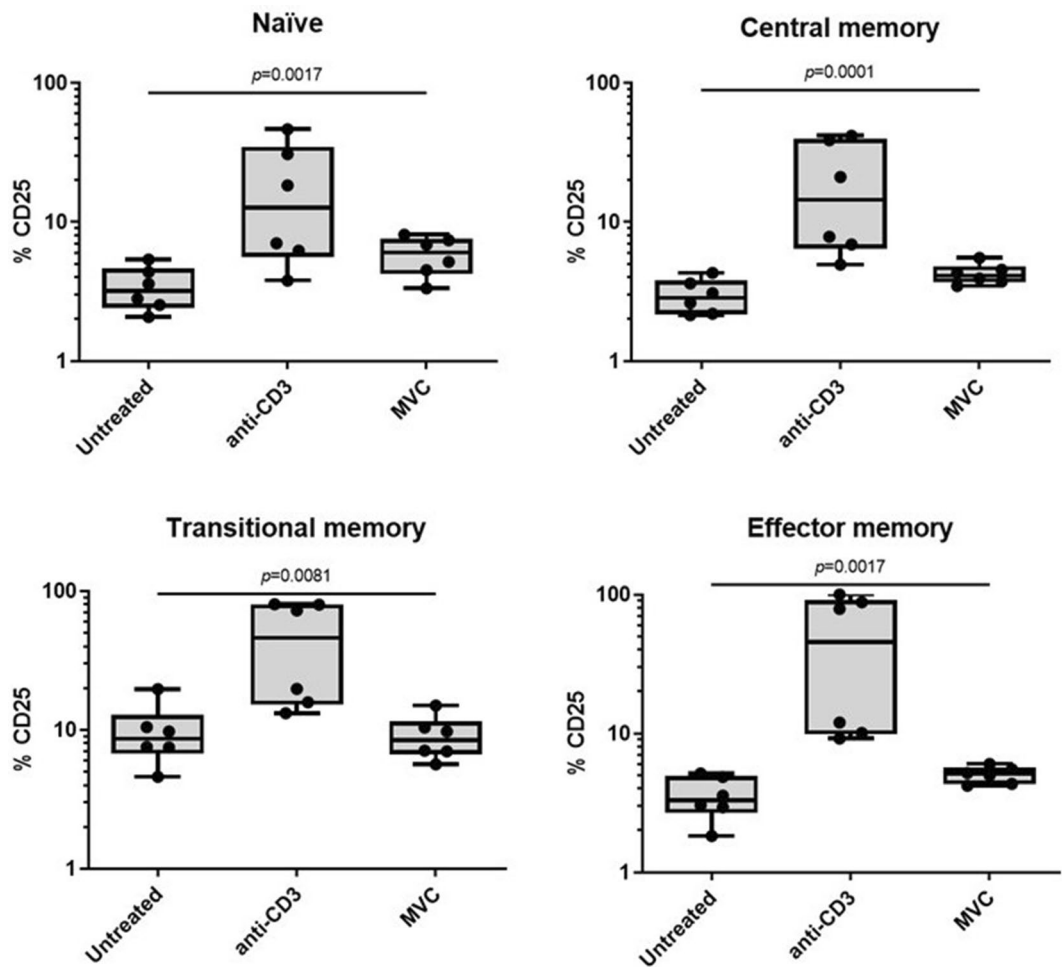 Naïve
p=0.0017
100
10
1
% CD25
Untreated
anti-CD3
MVC
Central memory
p=0.0001
100
10
1
% CD25
Untreated
anti-CD3
MVC
Transitional memory
p=0.0081
100
10
1
% CD25
Untreated
anti-CD3
MVC
Effector memory
p=0.0017
100
10
1
% CD25
Untreated
anti-CD3
MVC